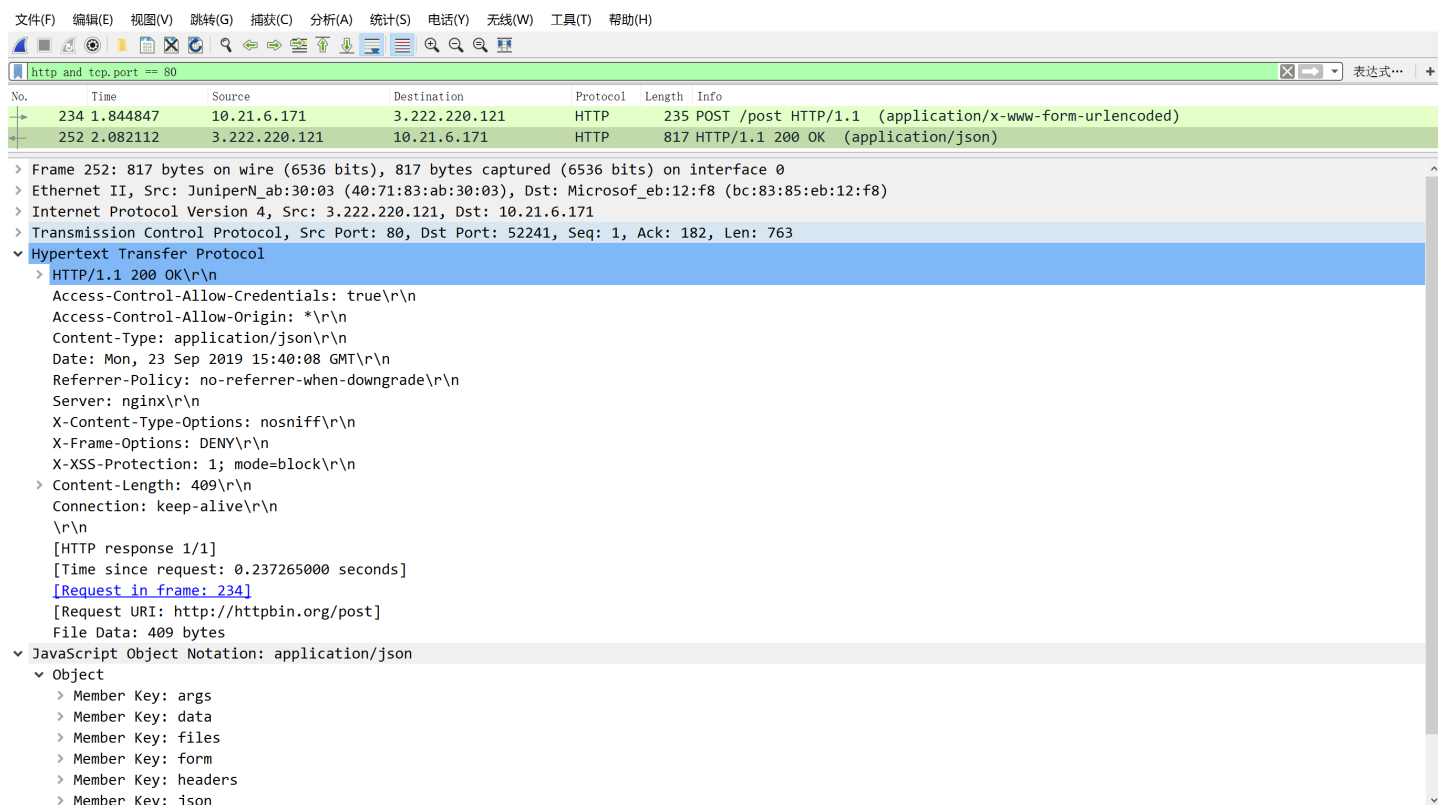 文件(F) 编辑(E) 视图(V) 跳转(G) 捕获(C) 分析(A) 统计(S) 电话(Y) 无线(W) 工具(T) 帮助(H)
http and tcp.port == 80 表达式… +
No. Time Source Destination Protocol Length Info
234 1.844847 10.21.6.171 3.222.220.121 HTTP 235 POST /post HTTP/1.1 (application/x-www-form-urlencoded)
252 2.082112 3.222.220.121 10.21.6.171 HTTP 817 HTTP/1.1 200 OK (application/json)
Frame 252: 817 bytes on wire (6536 bits), 817 bytes captured (6536 bits) on interface 0
Ethernet II, Src: JuniperN_ab:30:03 (40:71:83:ab:30:03), Dst: Microsof_eb:12:f8 (bc:83:85:eb:12:f8)
Internet Protocol Version 4, Src: 3.222.220.121, Dst: 10.21.6.171
Transmission Control Protocol, Src Port: 80, Dst Port: 52241, Seq: 1, Ack: 182, Len: 763
Hypertext Transfer Protocol
HTTP/1.1 200 OK\r\n
Access-Control-Allow-Credentials: true\r\n
Access-Control-Allow-Origin: *\r\n
Content-Type: application/json\r\n
Date: Mon, 23 Sep 2019 15:40:08 GMT\r\n
Referrer-Policy: no-referrer-when-downgrade\r\n
Server: nginx\r\n
X-Content-Type-Options: nosniff\r\n
X-Frame-Options: DENY\r\n
X-XSS-Protection: 1; mode=block\r\n
Content-Length: 409\r\n
Connection: keep-alive\r\n
\r\n
[HTTP response 1/1]
[Time since request: 0.237265000 seconds]
[Request in frame: 234]
[Request URI: http://httpbin.org/post]
File Data: 409 bytes
JavaScript Object Notation: application/json
Object
Member Key: args
Member Key: data
Member Key: files
Member Key: form
Member Key: headers
Member Key: json